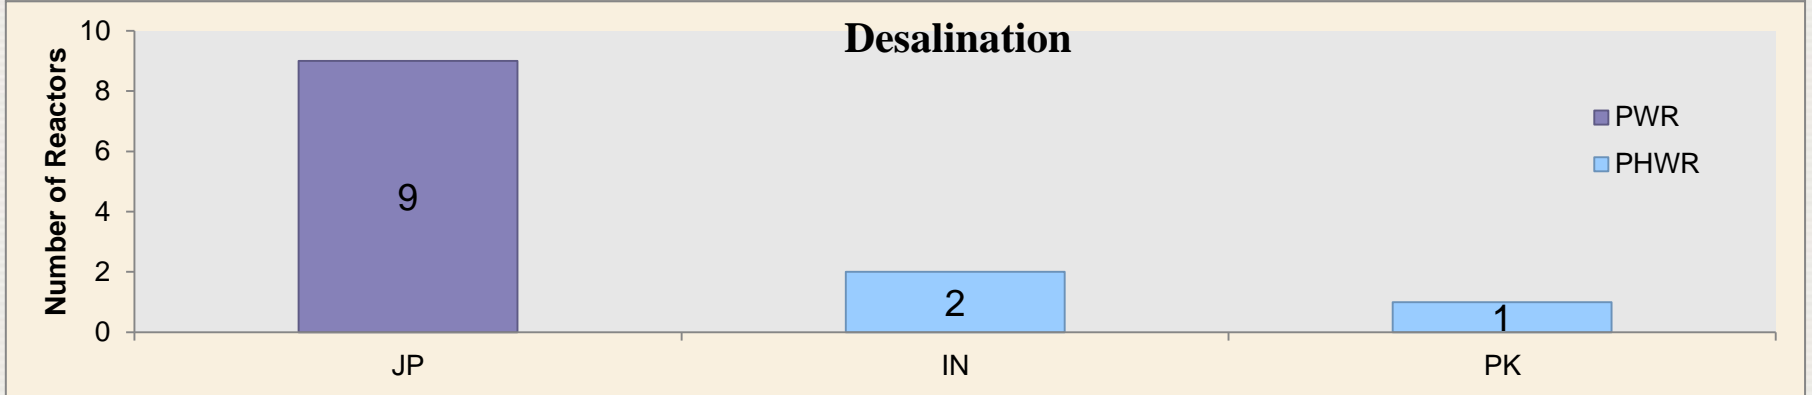 Desalination
Number of Reactors
10
8
6
4
2
0
9
2
1
JP
IN
PK
PWR
PHWR